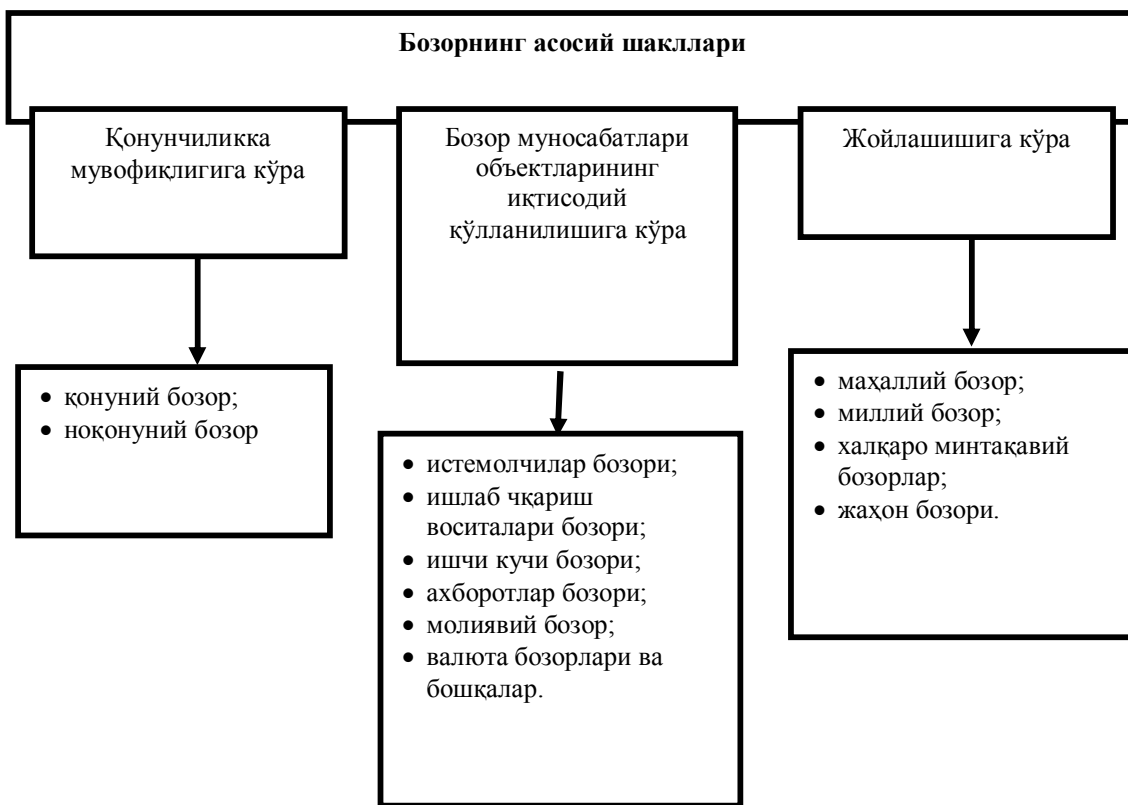 Бозорнинг асосий шакллари
Қонунчиликка
мувофиқлигига кўра
Бозор муносабатлари
объектларининг
иқтисодий
қўлланилишига кўра
Жойлашишига кўра
• қонуний бозор;
• ноқонуний бозор
• истемолчилар бозори;
• ишлаб чқариш
воситалари бозори;
• ишчи кучи бозори;
• ахборотлар бозори;
• молиявий бозор;
• валюта бозорлари ва
бошқалар.
• маҳаллий бозор;
• миллий бозор;
• халқаро минтақавий
бозорлар;
• жаҳон бозори.